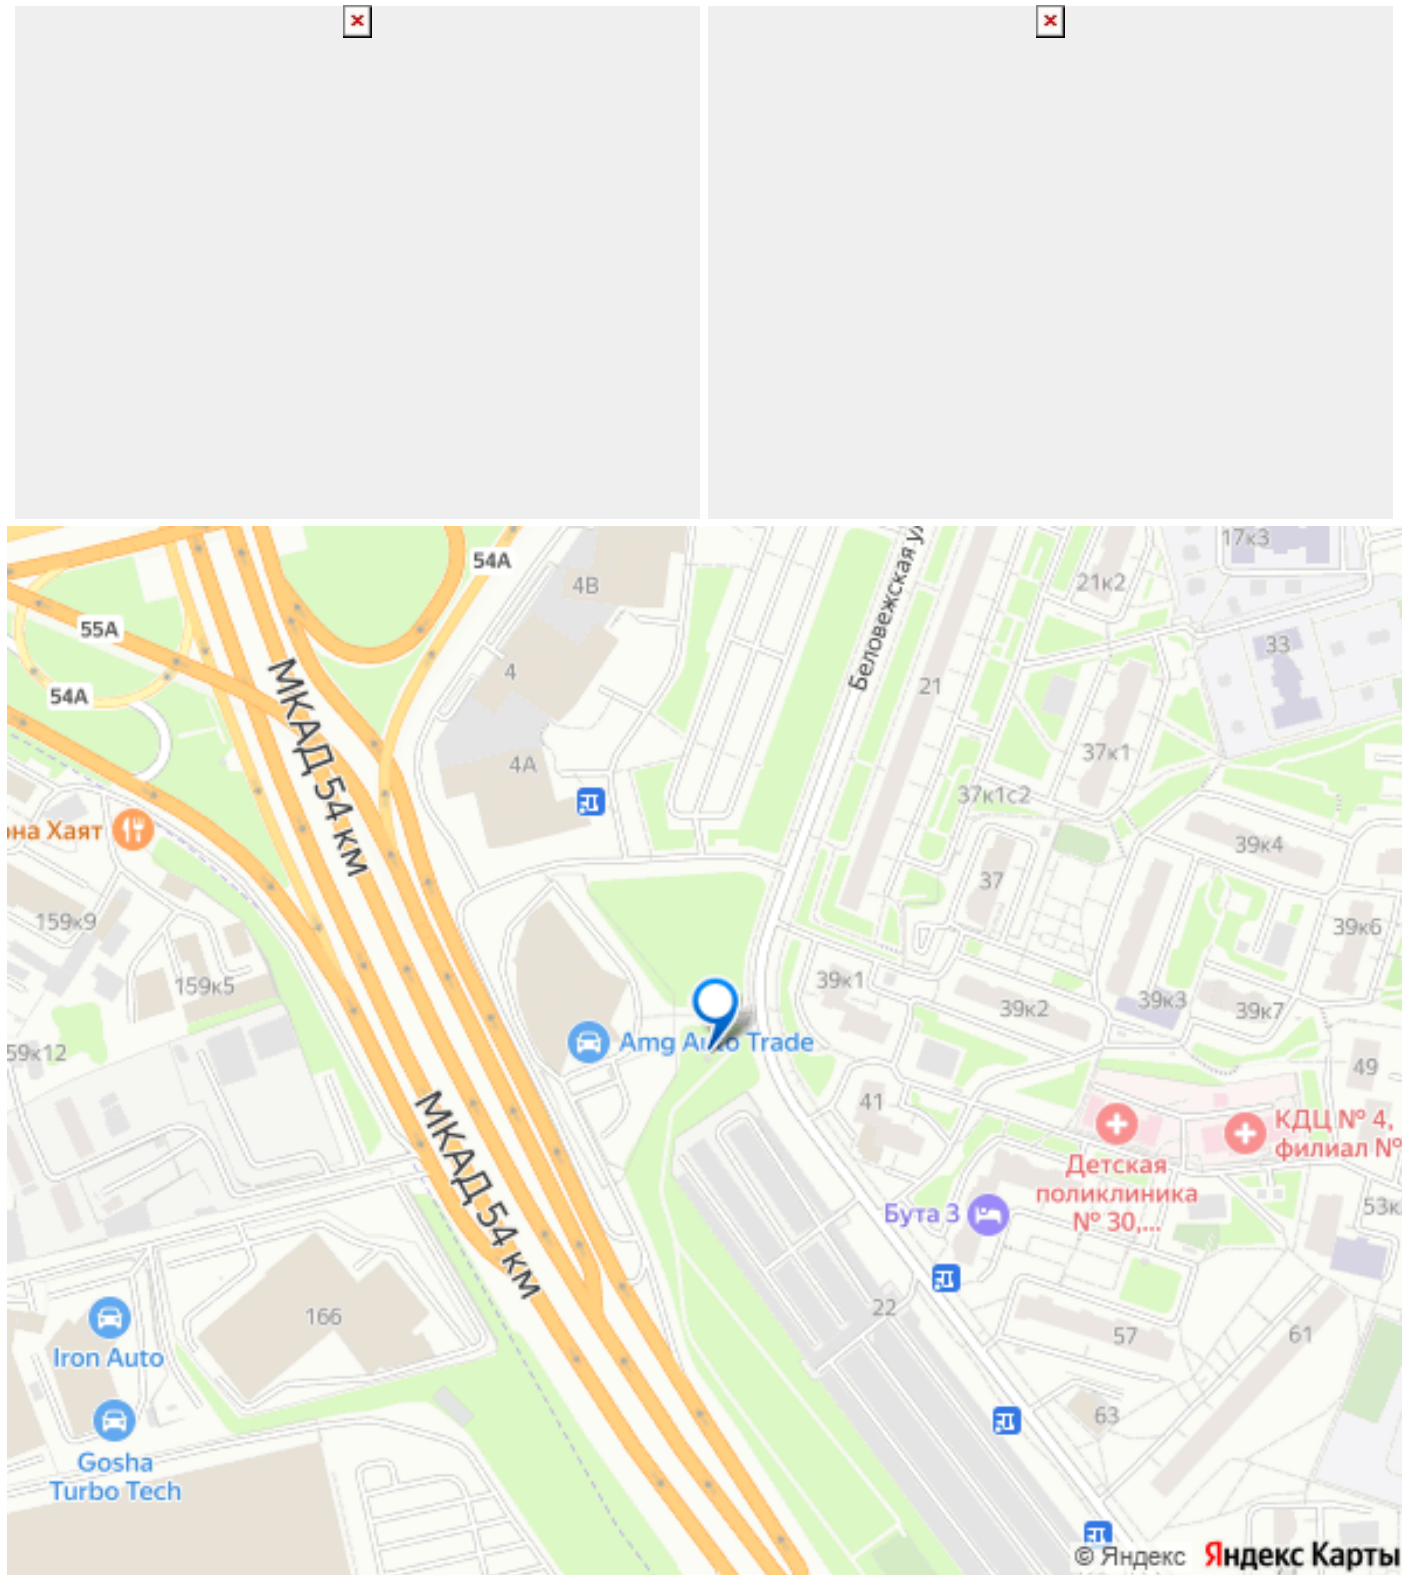 54А
4В
Беловежская ул
17к3
21к2
55А
33
4
21
54А
МКАД 54 км
37к1
4А
37к1с2
на Хаят
39к4
37
159к9
39к6
159к5
39к1
39к2
39к3
39к7
Amg Auto Trade
59к12
49
41
КДЦ № 4,
филиал №
Детская
поликлиника
№ 30,...
МКАД 54 км
Бута 3
53к
22
166
57
61
Iron Auto
63
Gosha
Turbo Tech
© Яндекс Яндекс Карты